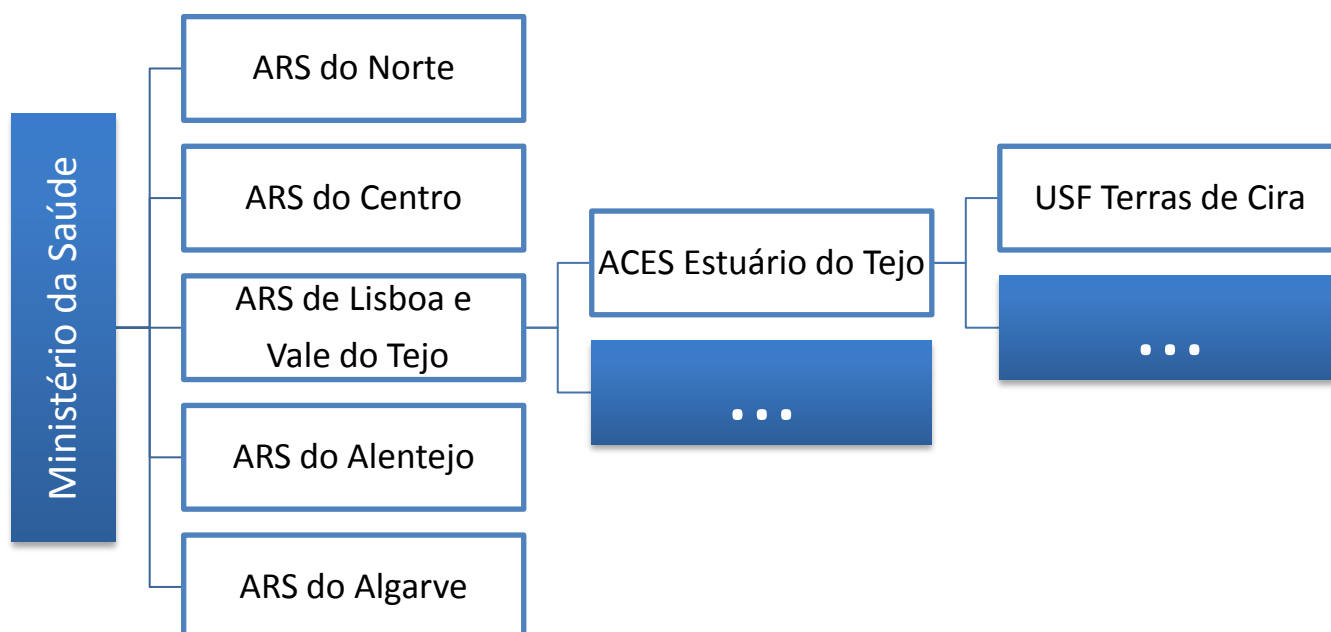 Ministério da Saúde
ARS do Norte
ARS do Centro
ARS de Lisboa e
Vale do Tejo
ARS do Alentejo
ARS do Algarve
ACES Estuário do Tejo
...
USF Terras de Cira
...